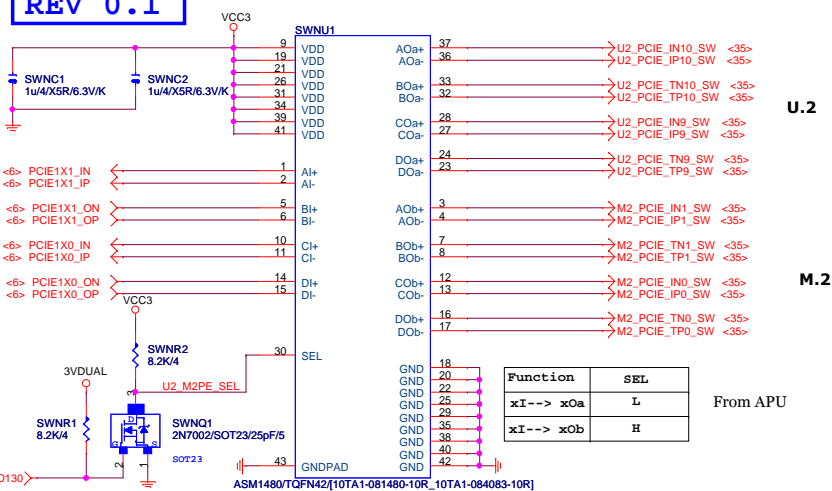 REV 0.1
VCC3
SWNU1
SWNC1
1u/4/X5R/6.3V/K
SWNC2
1u/4/X5R/6.3V/K
9 VDD
19 VDD
21 VDD
26 VDD
31 VDD
34 VDD
39 VDD
41 VDD
AOa+ 37 U2_PCIE_IN10_SW <35>
AOa- 36 U2_PCIE_IP10_SW <35>
BOa+ 33 U2_PCIE_TN10_SW <35>
BOa- 32 U2_PCIE_TP10_SW <35>
U.2
COa+ 28 U2_PCIE_IN9_SW <35>
COa- 27 U2_PCIE_IP9_SW <35>
DOa+ 24 U2_PCIE_TN9_SW <35>
DOa- 23 U2_PCIE_TP9_SW <35>
<6> PCIE1X1_IN 1 AI+
<6> PCIE1X1_IP 2 AI-
<6> PCIE1X1_ON 5 BI+
<6> PCIE1X1_OP 6 BI-
<6> PCIE1X0_IN 10 CI+
<6> PCIE1X0_IP 11 CI-
<6> PCIE1X0_ON 14 DI+
<6> PCIE1X0_OP 15 DI-
AOb+ 3 M2_PCIE_IN1_SW <35>
AOb- 4 M2_PCIE_IP1_SW <35>
BOb+ 7 M2_PCIE_TN1_SW <35>
BOb- 8 M2_PCIE_TP1_SW <35>
COb+ 12 M2_PCIE_IN0_SW <35>
COb- 13 M2_PCIE_IP0_SW <35>
M.2
DOb+ 16 M2_PCIE_TN0_SW <35>
DOb- 17 M2_PCIE_TP0_SW <35>
VCC3
SWNR2
8.2K/4
30 SEL
U2_M2PE_SEL
3VDUAL
SWNR1
8.2K/4
3
D
G
S
2
1
SWNQ1
2N7002/SOT23/25pF/5
SOT23
GND 18
GND 20
GND 22
GND 25
GND 29
GND 35
GND 38
GND 40
GND 42
43 GNDPAD
Function SEL
xI--> xOa L
xI--> xOb H
From APU
ASM1480/TQFN42/[10TA1-081480-10R_10TA1-084083-10R]